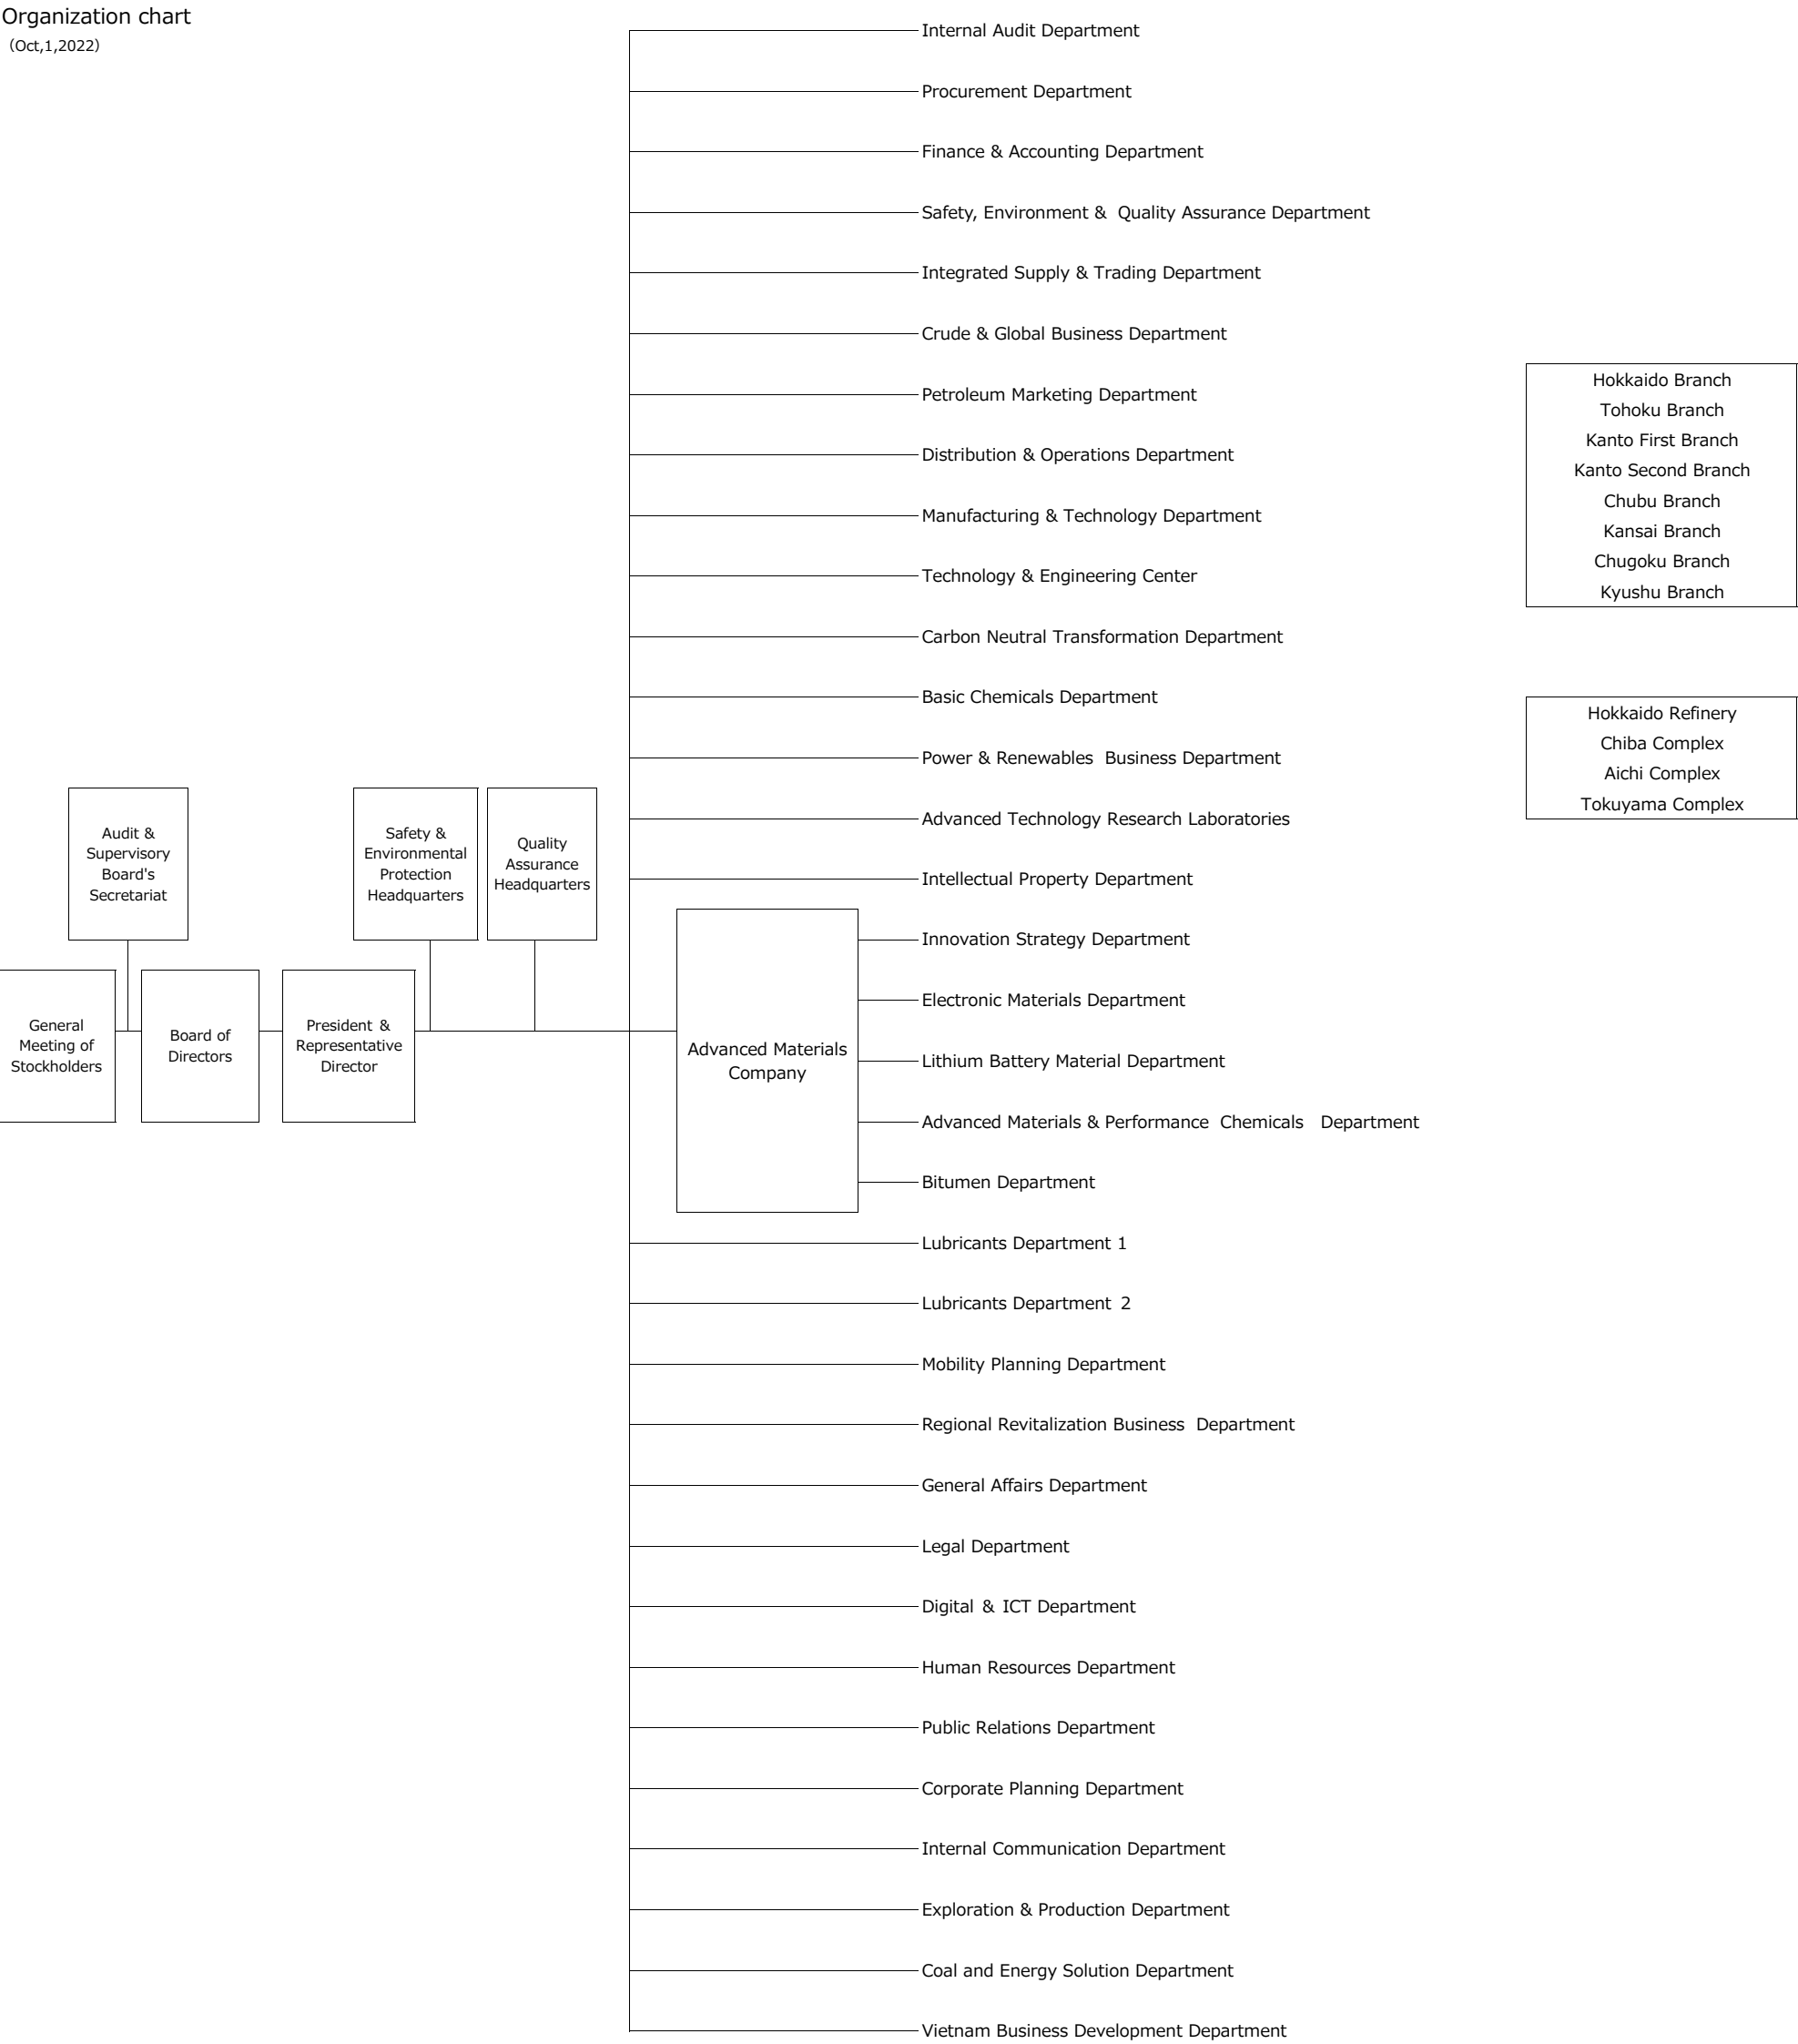 Organization chart
（Oct,1,2022）
Internal Audit Department
Procurement Department
Finance & Accounting Department
Safety, Environment & Quality Assurance Department
Integrated Supply & Trading Department
Crude & Global Business Department
Petroleum Marketing Department
Distribution & Operations Department
Manufacturing & Technology Department
Technology & Engineering Center
Carbon Neutral Transformation Department
Basic Chemicals Department
Power & Renewables Business Department
Advanced Technology Research Laboratories
Intellectual Property Department
Hokkaido Branch
Tohoku Branch
Kanto First Branch
Kanto Second Branch
Chubu Branch
Kansai Branch
Chugoku Branch
Kyushu Branch
Hokkaido Refinery
Chiba Complex
Aichi Complex
Tokuyama Complex
Audit &
Supervisory
Board's
Secretariat
Safety &
Environmental
Protection
Headquarters
Quality
Assurance
Headquarters
General
Meeting of
Stockholders
Board of
Directors
President &
Representative
Director
Advanced Materials
Company
Innovation Strategy Department
Electronic Materials Department
Lithium Battery Material Department
Advanced Materials & Performance Chemicals Department
Bitumen Department
Lubricants Department 1
Lubricants Department 2
Mobility Planning Department
Regional Revitalization Business Department
General Affairs Department
Legal Department
Digital & ICT Department
Human Resources Department
Public Relations Department
Corporate Planning Department
Internal Communication Department
Exploration & Production Department
Coal and Energy Solution Department
Vietnam Business Development Department